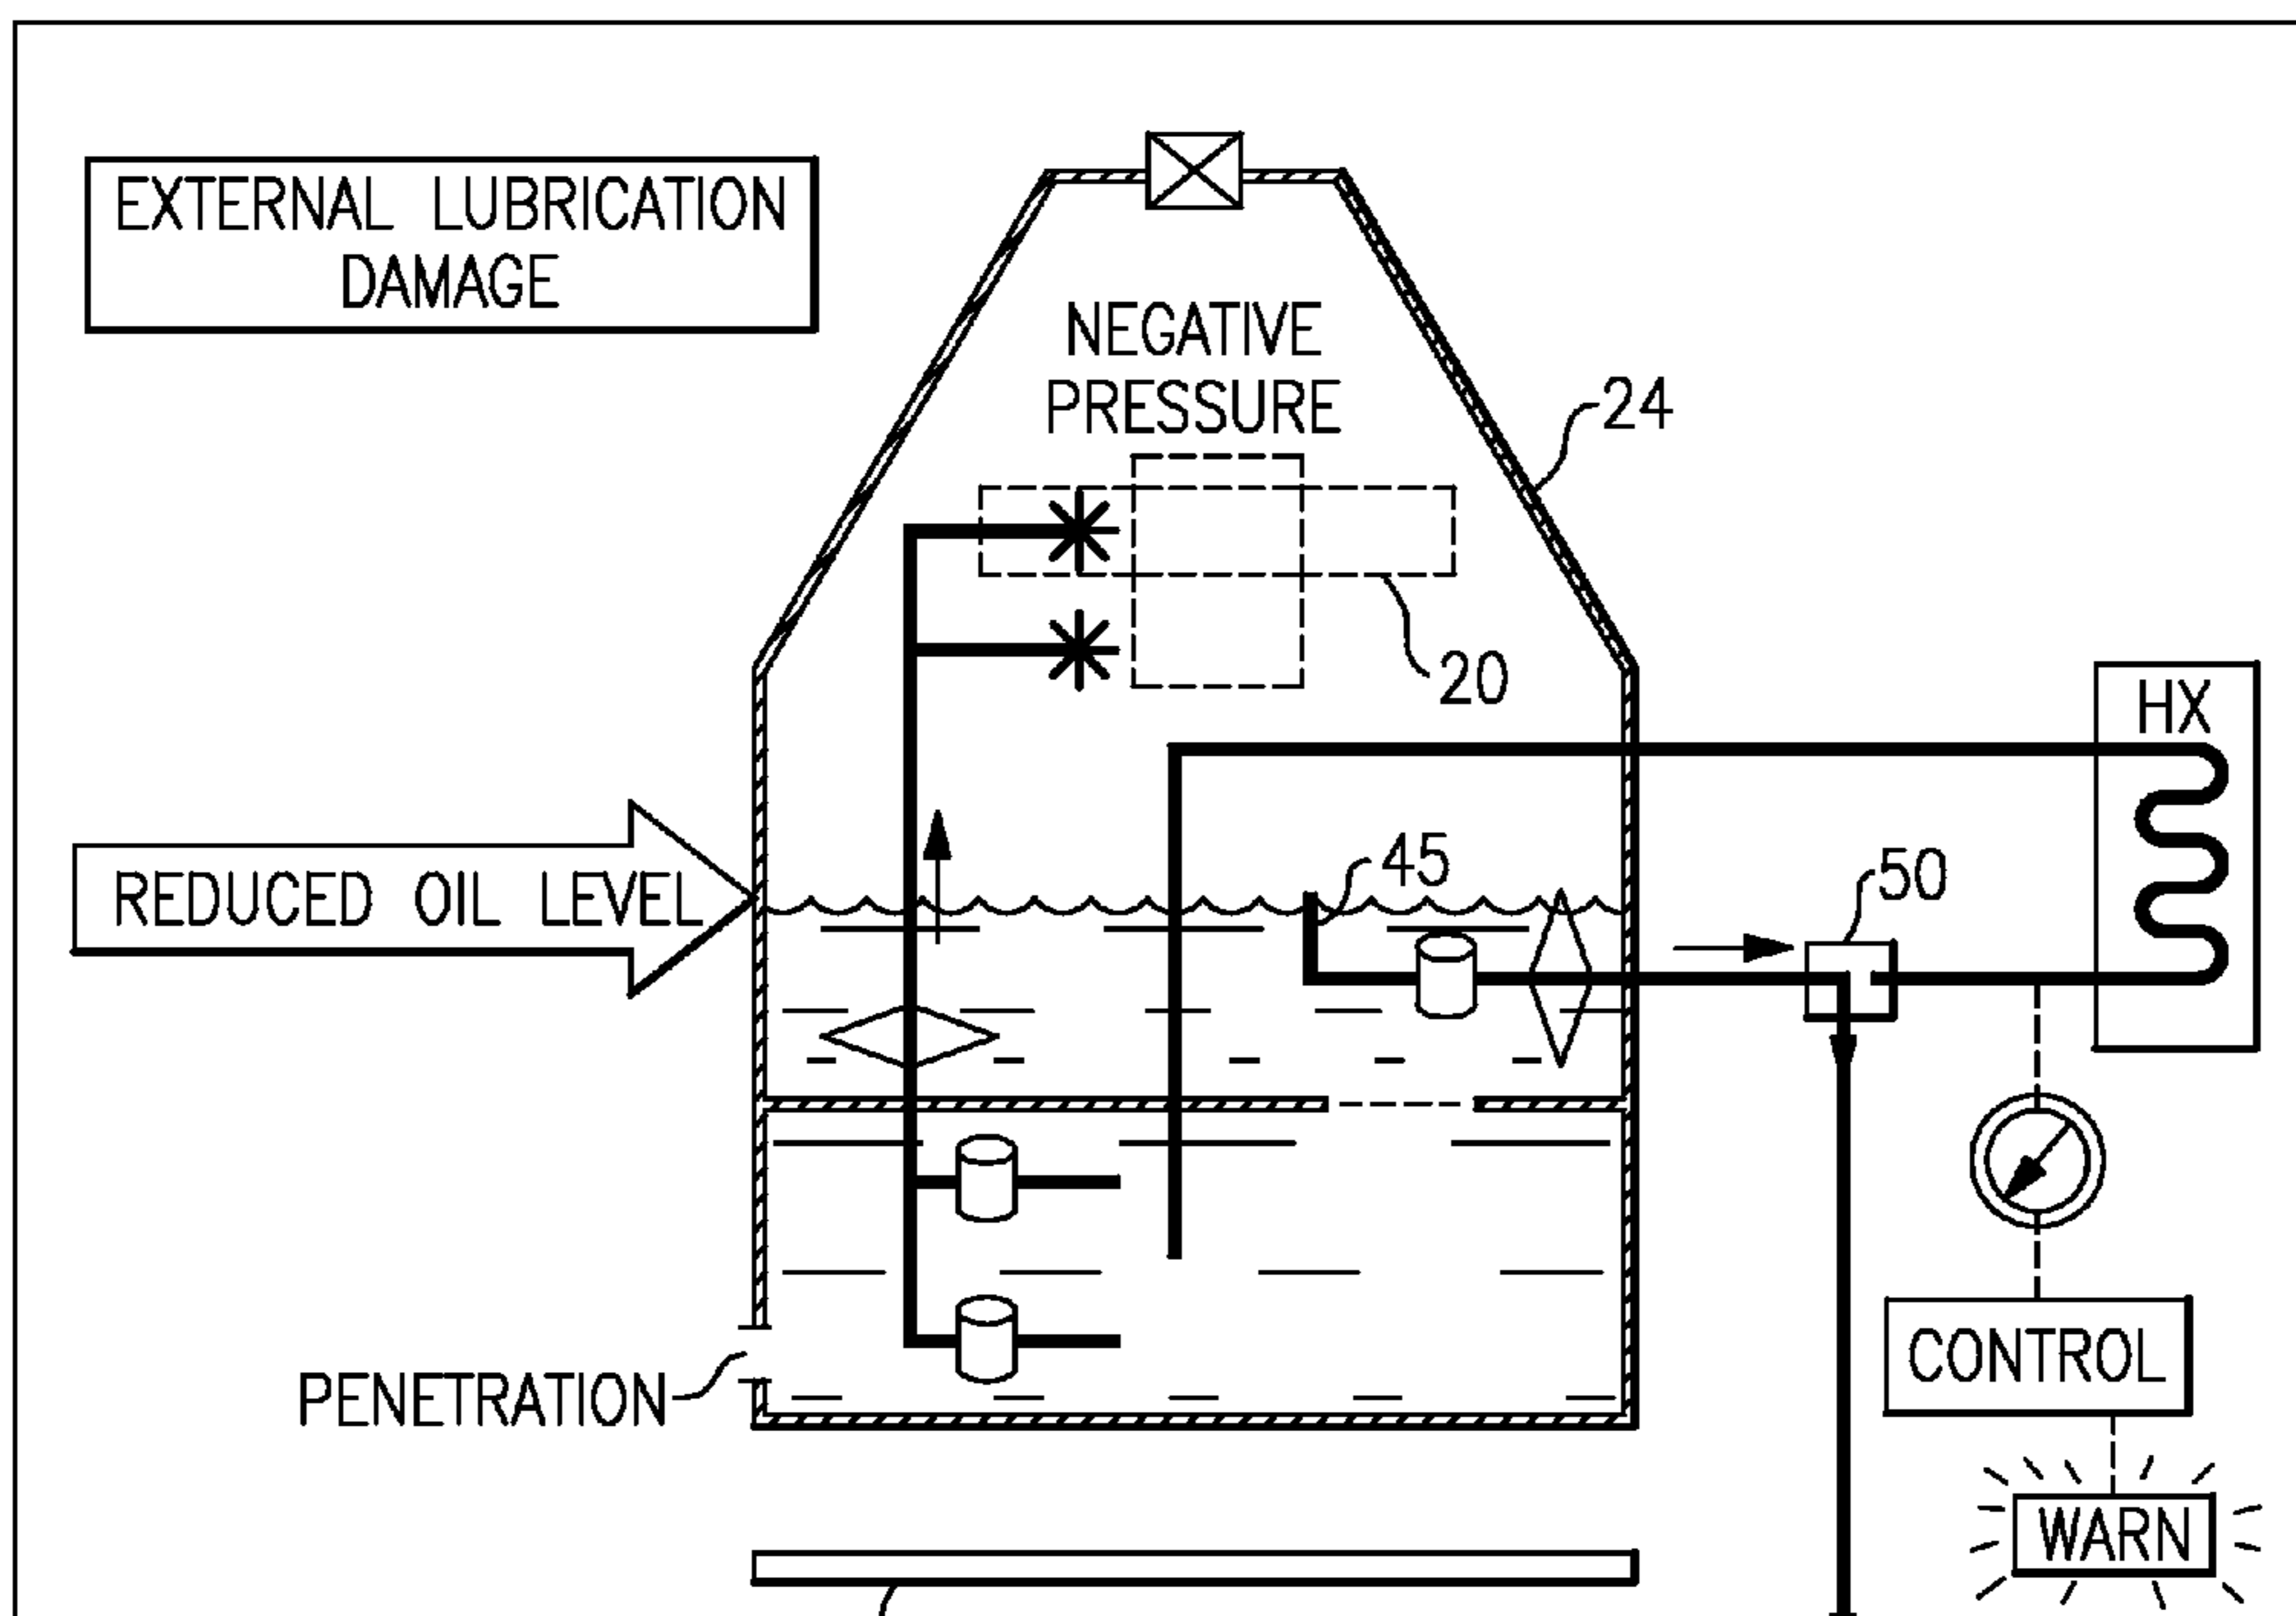 EXTERNAL LUBRICATION
DAMAGE
NEGATIVE
PRESSURE
24
20
HX
REDUCED OIL LEVEL
45
50
PENETRATION
CONTROL
WARN